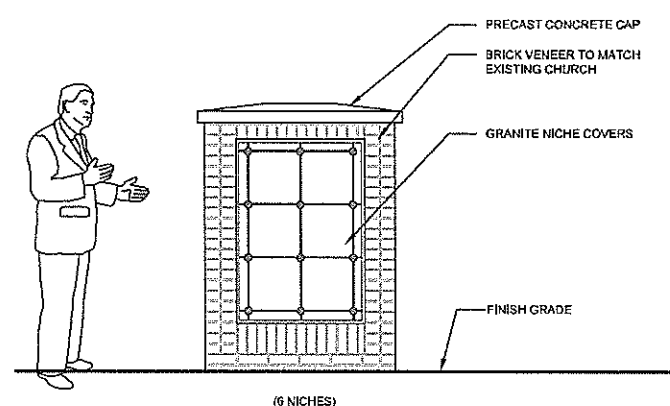 PRECAST CONCRETE CAP
BRICK VENEER TO MATCH
EXISTING CHURCH
GRANITE NICHE COVERS
FINISH GRADE
(6 NICHES)